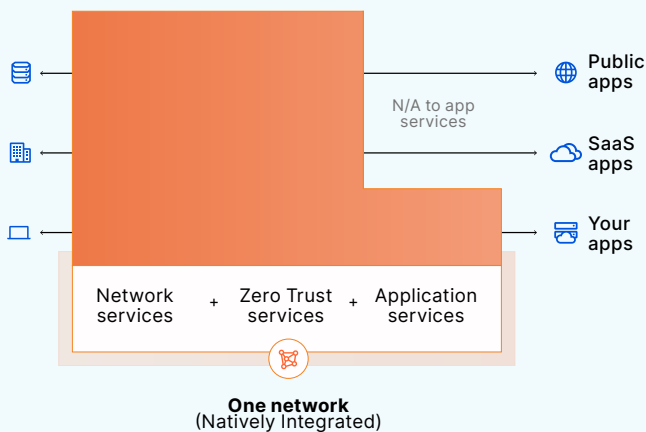 Public
apps
N/A to app
services
SaaS
apps
Your
apps
Network
services
+
Zero Trust
services
+
Application
services
One network
(Natively Integrated)